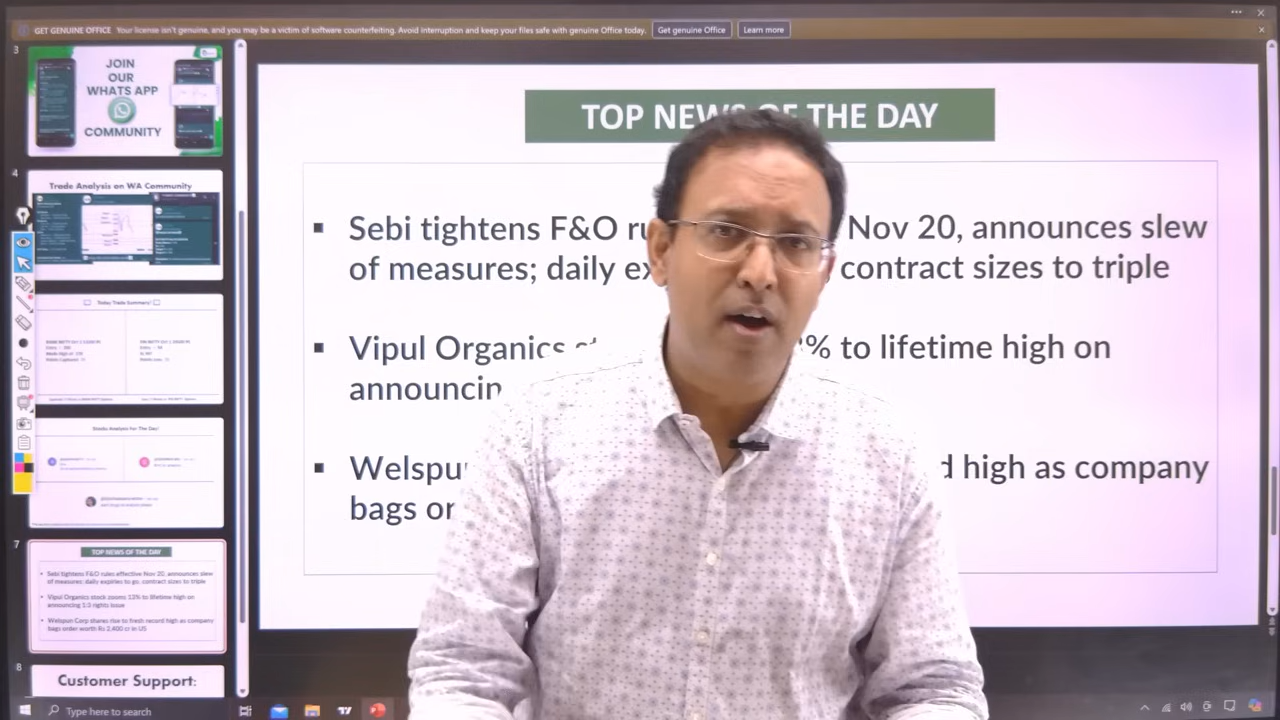 GET GENUINE OFFICE Your license isn't genuine, and you may be a victim of software counterfeiting. Avoid interruption and keep your files safe with genuine Office today. Get genuine Office Learn more
3
JOIN
OUR
WHATS APP
COMMUNITY
4
Trade Analysis on WA Community
Today Trade Summary!
Stocks Analysis For The Day!
7
TOP NEWS OF THE DAY
Sebi tightens F&O rules effective Nov 20, announces slew
of measures; daily expiries to go, contract sizes to triple
Vipul Organics stock zooms 13% to lifetime high on
announcing 1:3 rights issue
Welspun Corp shares rise to fresh record high as company
bags order worth Rs 2,400 cr in US
8
Customer Support:
TOP NEWS OF THE DAY
Sebi tightens F&O Nov 20, announces slew
of measures; daily contract sizes to triple
Vipul Organics % to lifetime high on
high as company
bags
Type here to search